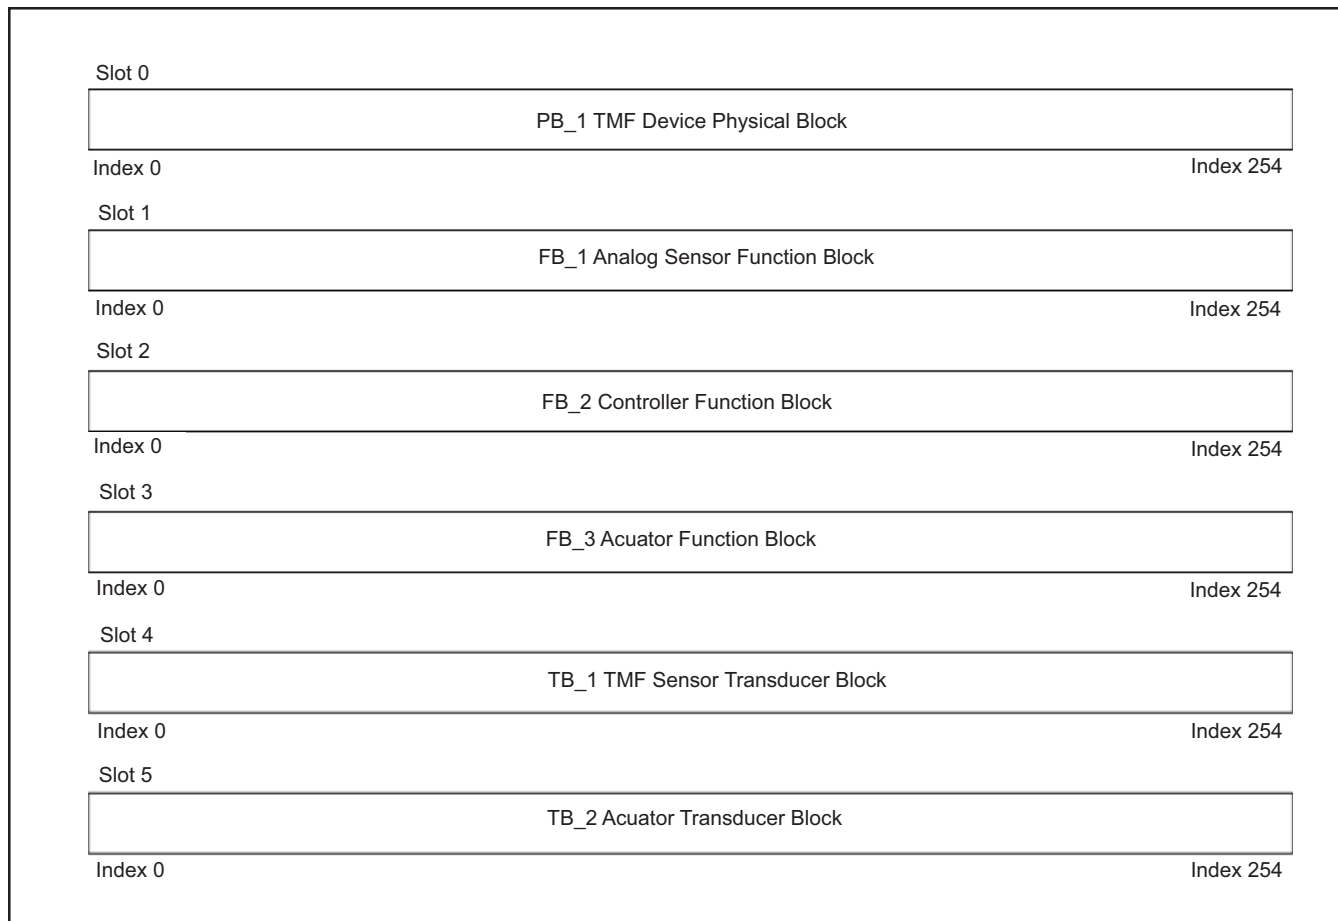 Slot 0
PB_1 TMF Device Physical Block
Index 0 Index 254
Slot 1
FB_1 Analog Sensor Function Block
Index 0 Index 254
Slot 2
FB_2 Controller Function Block
Index 0 Index 254
Slot 3
FB_3 Acuator Function Block
Index 0 Index 254
Slot 4
TB_1 TMF Sensor Transducer Block
Index 0 Index 254
Slot 5
TB_2 Acuator Transducer Block
Index 0 Index 254